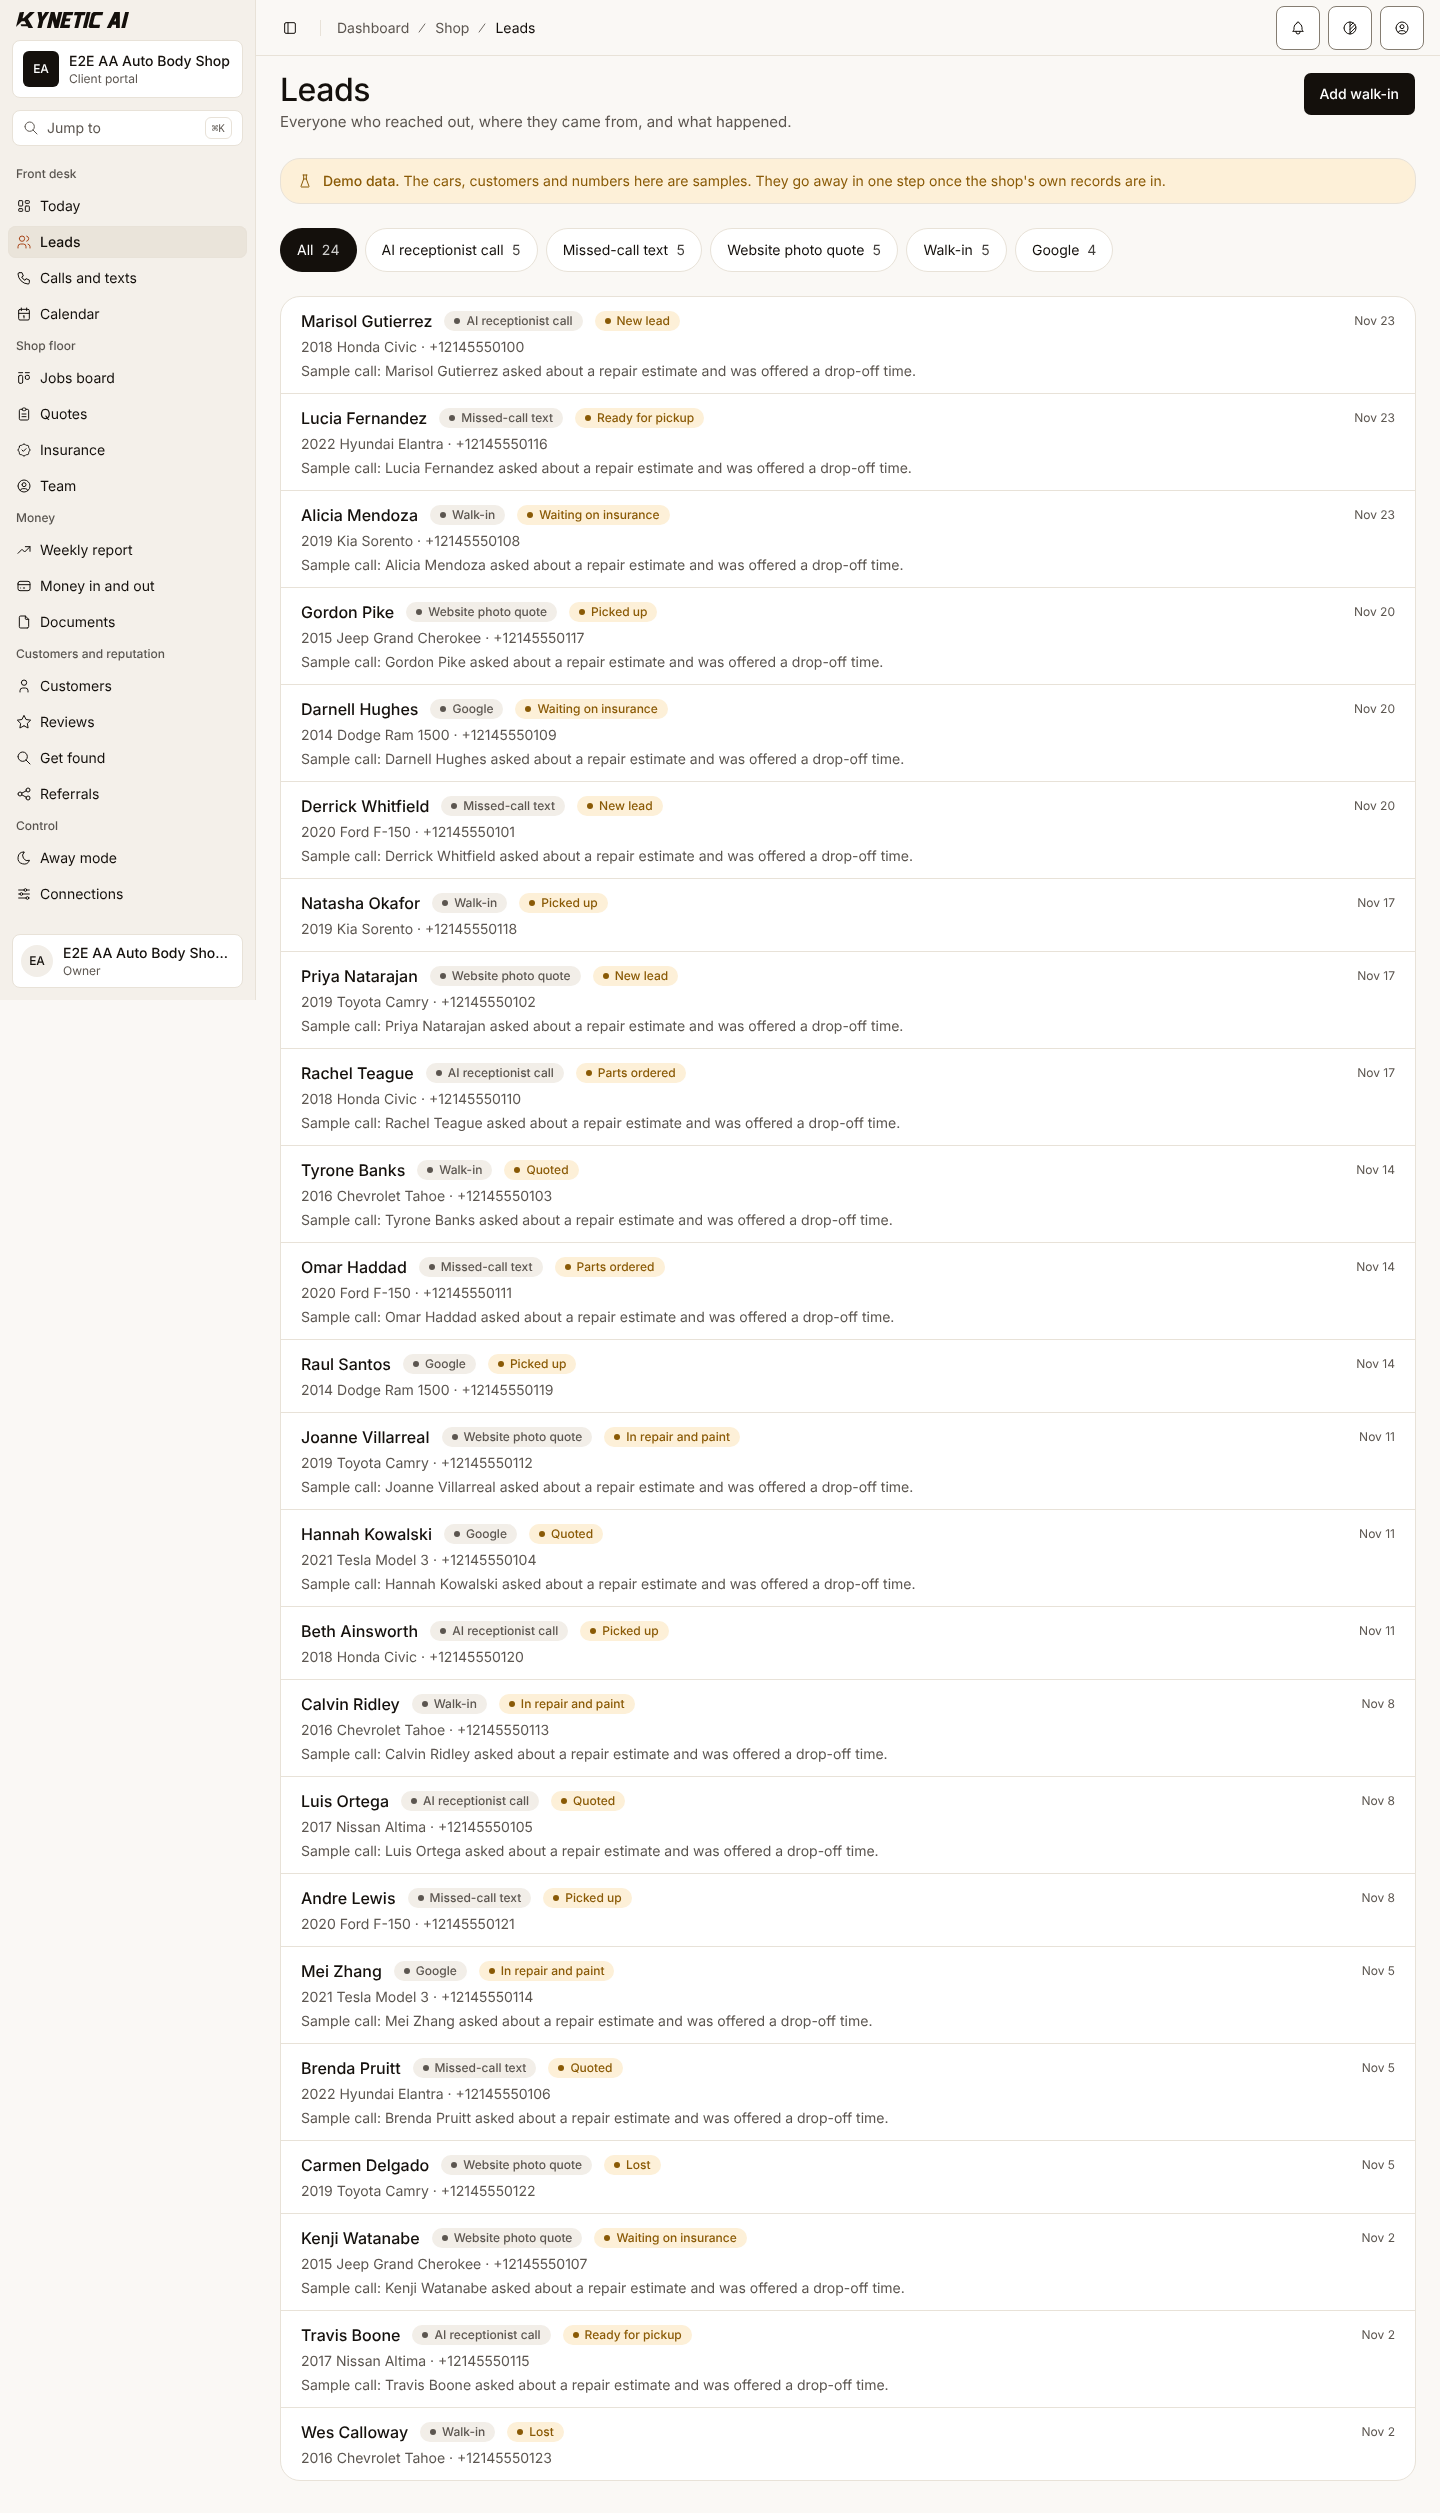 KYNETIC AI
EA
E2E AA Auto Body Shop
Client portal
Jump to ⌘K
Front desk
Today
Leads
Calls and texts
Calendar
Shop floor
Jobs board
Quotes
Insurance
Team
Money
Weekly report
Money in and out
Documents
Customers and reputation
Customers
Reviews
Get found
Referrals
Control
Away mode
Connections
EA
E2E AA Auto Body Sho...
Owner
Dashboard / Shop / Leads
Leads
Add walk-in
Everyone who reached out, where they came from, and what happened.
Demo data. The cars, customers and numbers here are samples. They go away in one step once the shop's own records are in.
All 24 AI receptionist call 5 Missed-call text 5 Website photo quote 5 Walk-in 5 Google 4
Marisol Gutierrez AI receptionist call New lead Nov 23
2018 Honda Civic · +12145550100
Sample call: Marisol Gutierrez asked about a repair estimate and was offered a drop-off time.
Lucia Fernandez Missed-call text Ready for pickup Nov 23
2022 Hyundai Elantra · +12145550116
Sample call: Lucia Fernandez asked about a repair estimate and was offered a drop-off time.
Alicia Mendoza Walk-in Waiting on insurance Nov 23
2019 Kia Sorento · +12145550108
Sample call: Alicia Mendoza asked about a repair estimate and was offered a drop-off time.
Gordon Pike Website photo quote Picked up Nov 20
2015 Jeep Grand Cherokee · +12145550117
Sample call: Gordon Pike asked about a repair estimate and was offered a drop-off time.
Darnell Hughes Google Waiting on insurance Nov 20
2014 Dodge Ram 1500 · +12145550109
Sample call: Darnell Hughes asked about a repair estimate and was offered a drop-off time.
Derrick Whitfield Missed-call text New lead Nov 20
2020 Ford F-150 · +12145550101
Sample call: Derrick Whitfield asked about a repair estimate and was offered a drop-off time.
Natasha Okafor Walk-in Picked up Nov 17
2019 Kia Sorento · +12145550118
Priya Natarajan Website photo quote New lead Nov 17
2019 Toyota Camry · +12145550102
Sample call: Priya Natarajan asked about a repair estimate and was offered a drop-off time.
Rachel Teague AI receptionist call Parts ordered Nov 17
2018 Honda Civic · +12145550110
Sample call: Rachel Teague asked about a repair estimate and was offered a drop-off time.
Tyrone Banks Walk-in Quoted Nov 14
2016 Chevrolet Tahoe · +12145550103
Sample call: Tyrone Banks asked about a repair estimate and was offered a drop-off time.
Omar Haddad Missed-call text Parts ordered Nov 14
2020 Ford F-150 · +12145550111
Sample call: Omar Haddad asked about a repair estimate and was offered a drop-off time.
Raul Santos Google Picked up Nov 14
2014 Dodge Ram 1500 · +12145550119
Joanne Villarreal Website photo quote In repair and paint Nov 11
2019 Toyota Camry · +12145550112
Sample call: Joanne Villarreal asked about a repair estimate and was offered a drop-off time.
Hannah Kowalski Google Quoted Nov 11
2021 Tesla Model 3 · +12145550104
Sample call: Hannah Kowalski asked about a repair estimate and was offered a drop-off time.
Beth Ainsworth AI receptionist call Picked up Nov 11
2018 Honda Civic · +12145550120
Calvin Ridley Walk-in In repair and paint Nov 8
2016 Chevrolet Tahoe · +12145550113
Sample call: Calvin Ridley asked about a repair estimate and was offered a drop-off time.
Luis Ortega AI receptionist call Quoted Nov 8
2017 Nissan Altima · +12145550105
Sample call: Luis Ortega asked about a repair estimate and was offered a drop-off time.
Andre Lewis Missed-call text Picked up Nov 8
2020 Ford F-150 · +12145550121
Mei Zhang Google In repair and paint Nov 5
2021 Tesla Model 3 · +12145550114
Sample call: Mei Zhang asked about a repair estimate and was offered a drop-off time.
Brenda Pruitt Missed-call text Quoted Nov 5
2022 Hyundai Elantra · +12145550106
Sample call: Brenda Pruitt asked about a repair estimate and was offered a drop-off time.
Carmen Delgado Website photo quote Lost Nov 5
2019 Toyota Camry · +12145550122
Kenji Watanabe Website photo quote Waiting on insurance Nov 2
2015 Jeep Grand Cherokee · +12145550107
Sample call: Kenji Watanabe asked about a repair estimate and was offered a drop-off time.
Travis Boone AI receptionist call Ready for pickup Nov 2
2017 Nissan Altima · +12145550115
Sample call: Travis Boone asked about a repair estimate and was offered a drop-off time.
Wes Calloway Walk-in Lost Nov 2
2016 Chevrolet Tahoe · +12145550123